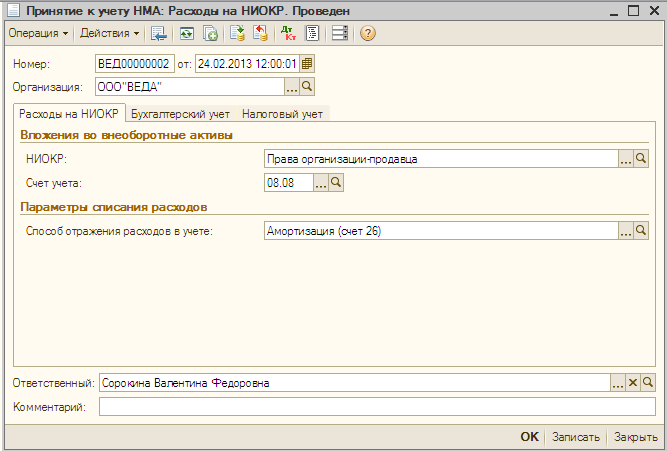 Принятие к учету НМА: Расходы на НИОКР. Проведен
Операция Действия Дт Кт ?
Номер: ВЕД00000002 от: 24.02.2013 12:00:01
Организация: ООО"ВЕДА" ...
Расходы на НИОКР Бухгалтерский учет Налоговый учет
Вложения во внеоборотные активы
НИОКР: Права организации-продавца ...
Счет учета: 08.08 ...
Параметры списания расходов
Способ отражения расходов в учете: Амортизация (счет 26) ...
Ответственный: Сорокина Валентина Федоровна ...
Комментарий:
OK Записать Закрыть